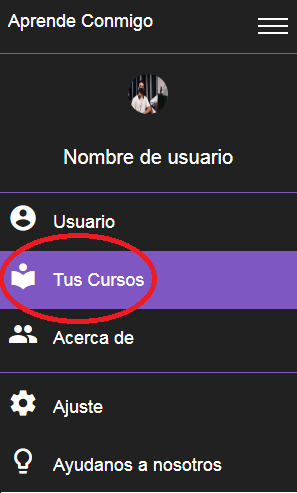 Aprende Conmigo
Nombre de usuario
Usuario
Tus Cursos
Acerca de
Ajuste
Ayudanos a nosotros